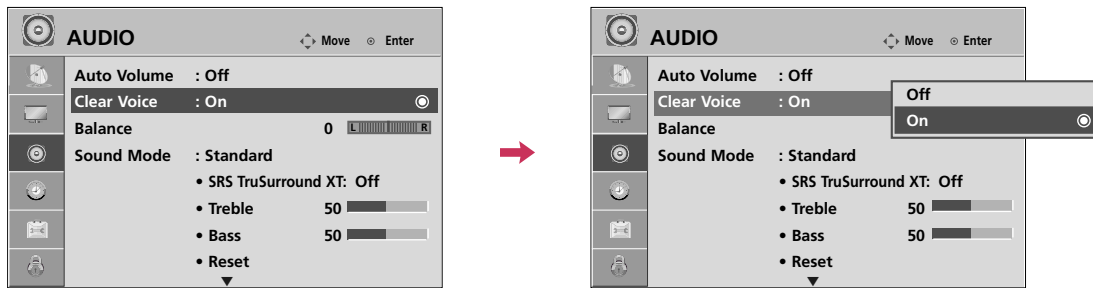 AUDIO
Move Enter
Auto Volume : Off
Clear Voice : On
Balance 0 L R
Sound Mode : Standard
• SRS TruSurround XT: Off
• Treble 50
• Bass 50
• Reset
AUDIO
Move Enter
Auto Volume : Off
Clear Voice : On
Off
On
Balance
Sound Mode : Standard
• SRS TruSurround XT: Off
• Treble 50
• Bass 50
• Reset